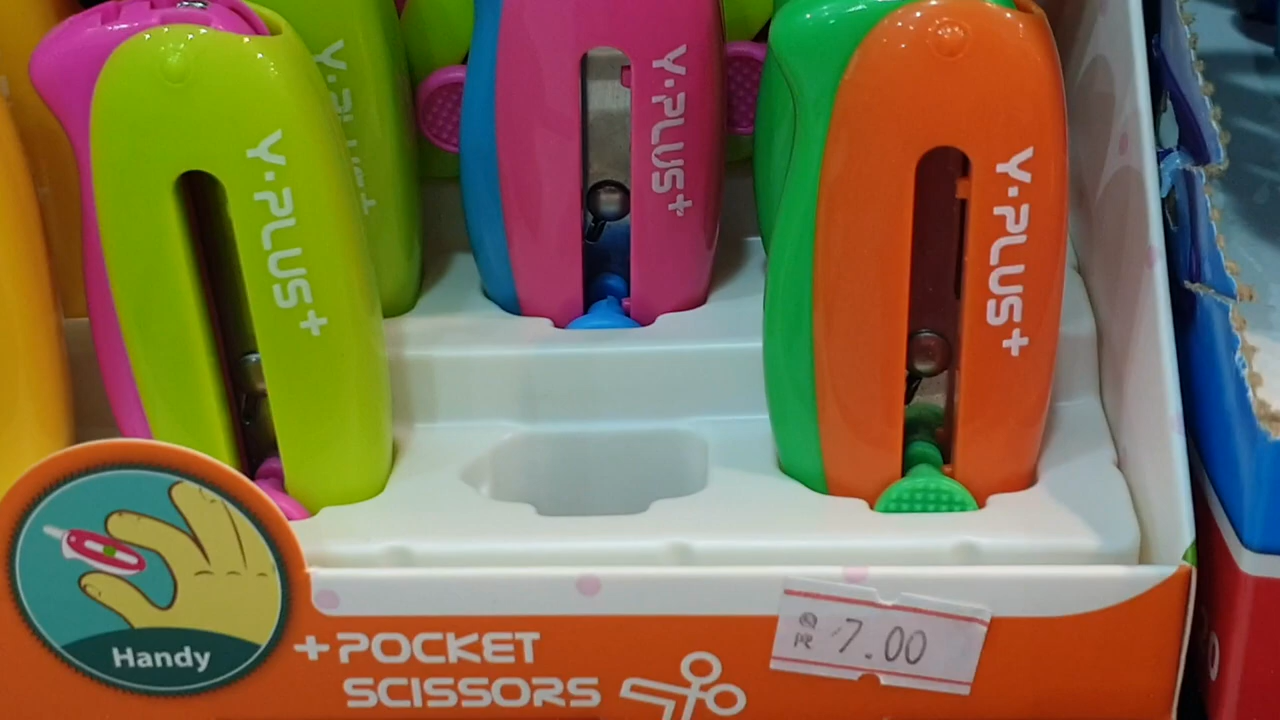 Y·PLUS+
Y·PLUS+
Y·PLUS+
Y·PLUS+
Handy
+POCKET
SCISSORS
7.00